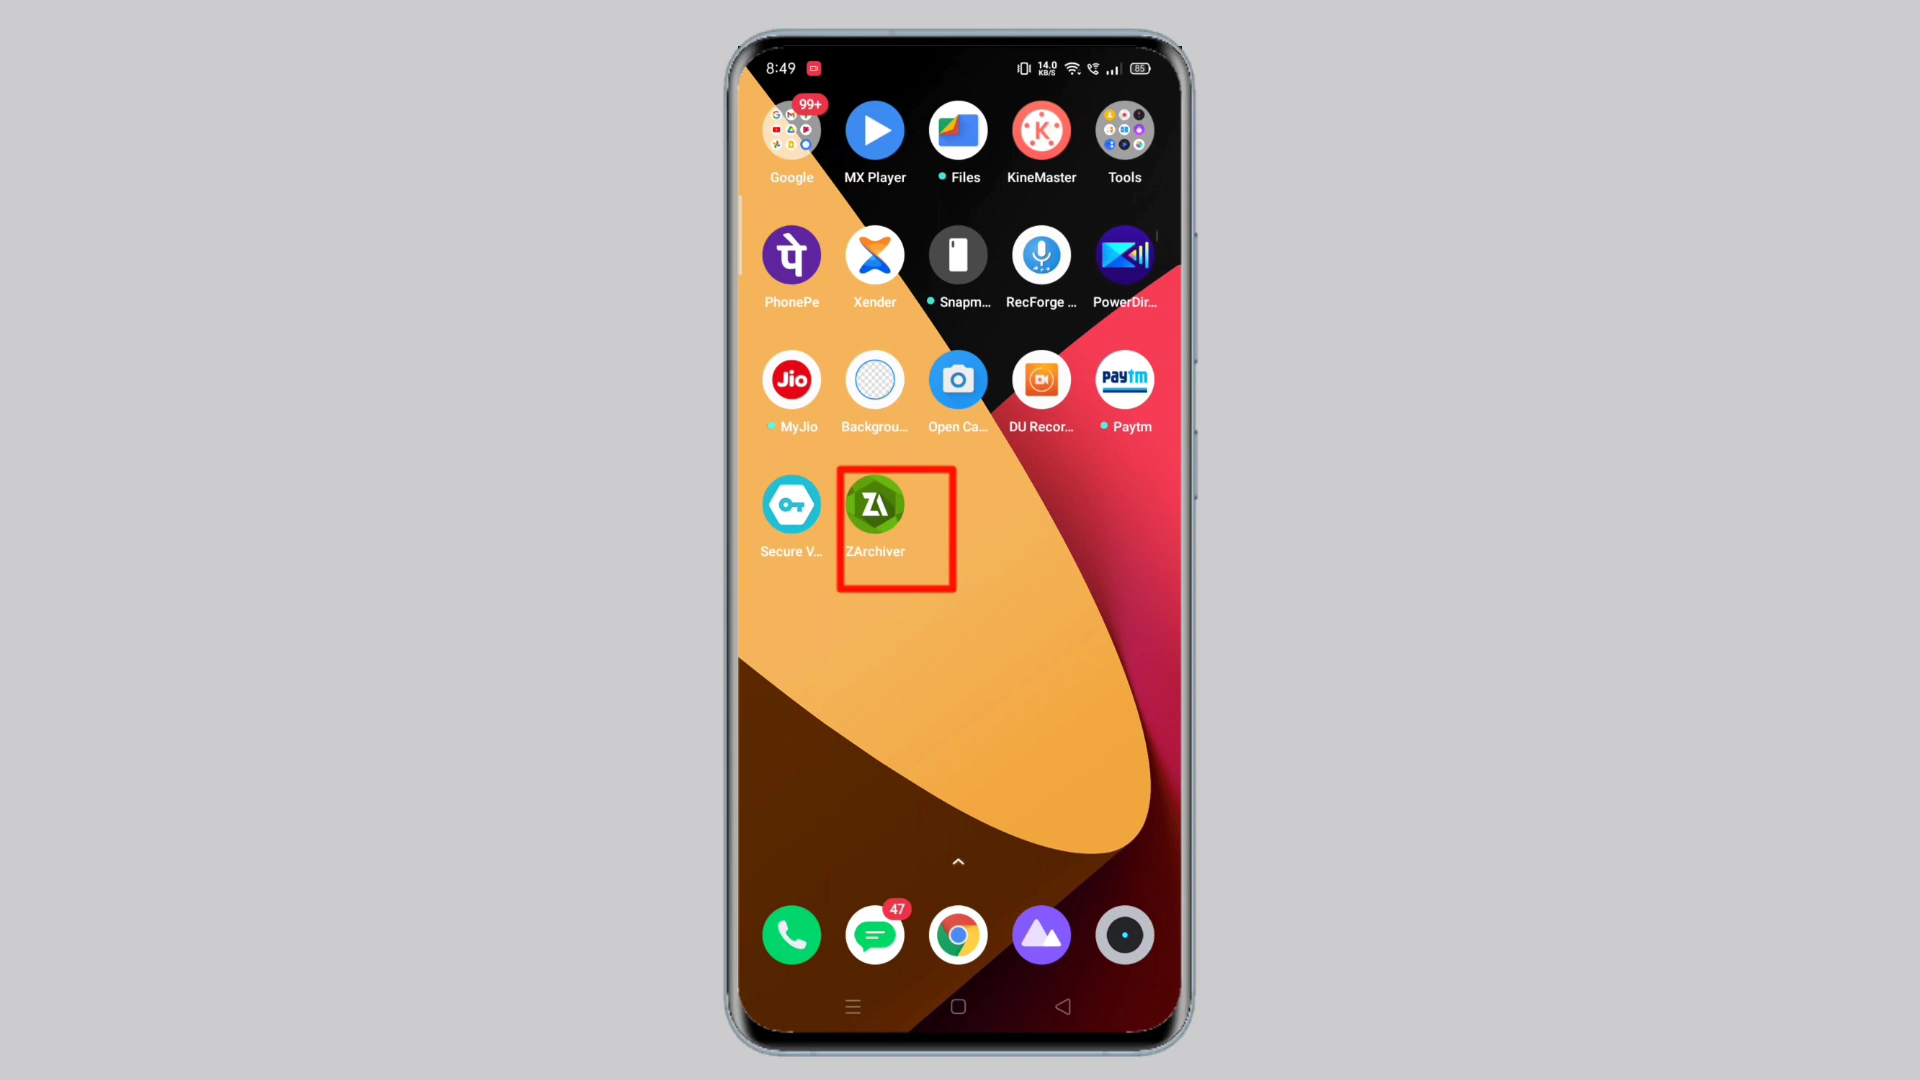 8:49
14.0
KB/S
85
99+
K
Google
MX Player
Files
KineMaster
Tools
पे
PhonePe
Xender
Snapm...
RecForge ...
PowerDir...
Jio
paytm
MyJio
Backgrou...
Open Ca...
DU Recor...
Paytm
ZA
Secure V...
ZArchiver
47